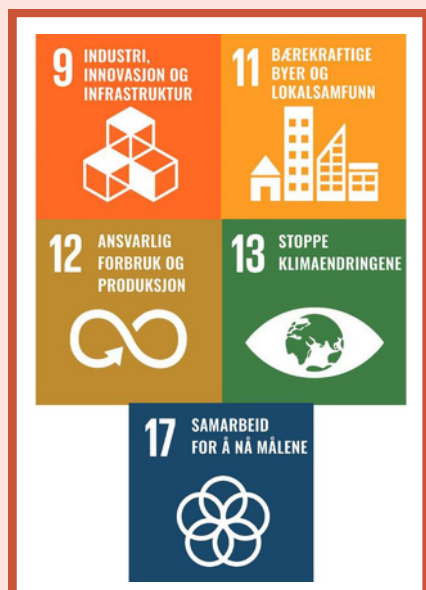 9 INDUSTRI,
INNOVASJON OG
INFRASTRUKTUR
11 BÆREKRAFTIGE
BYER OG
LOKALSAMFUNN
12 ANSVARLIG
FORBRUK OG
PRODUKSJON
13 STOPPE
KLIMAENDRINGENE
17 SAMARBEID
FOR Å NÅ MÅLENE